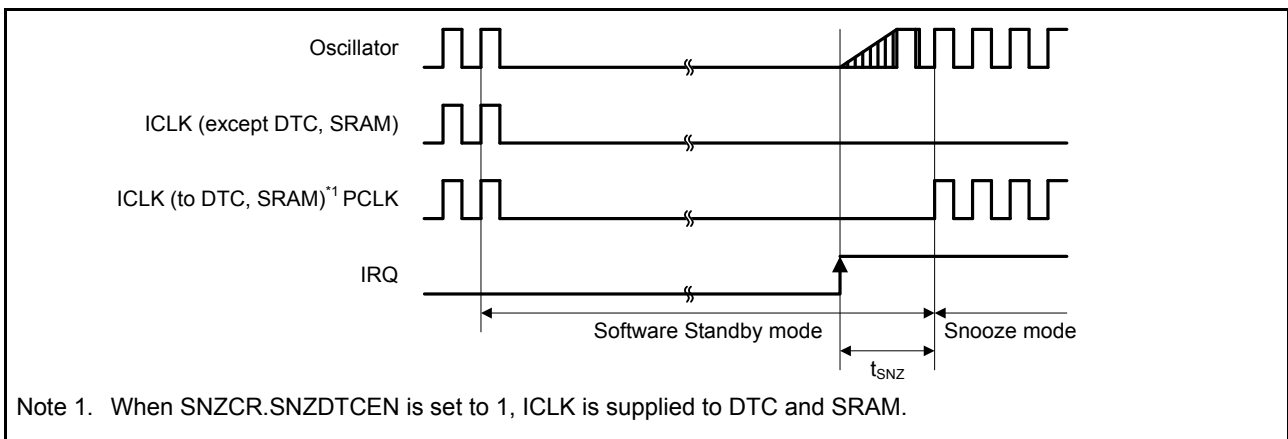 Oscillator
ICLK (except DTC, SRAM)
ICLK (to DTC, SRAM)*1 PCLK
IRQ
Software Standby mode
Snooze mode
tSNZ
Note 1. When SNZCR.SNZDTCEN is set to 1, ICLK is supplied to DTC and SRAM.